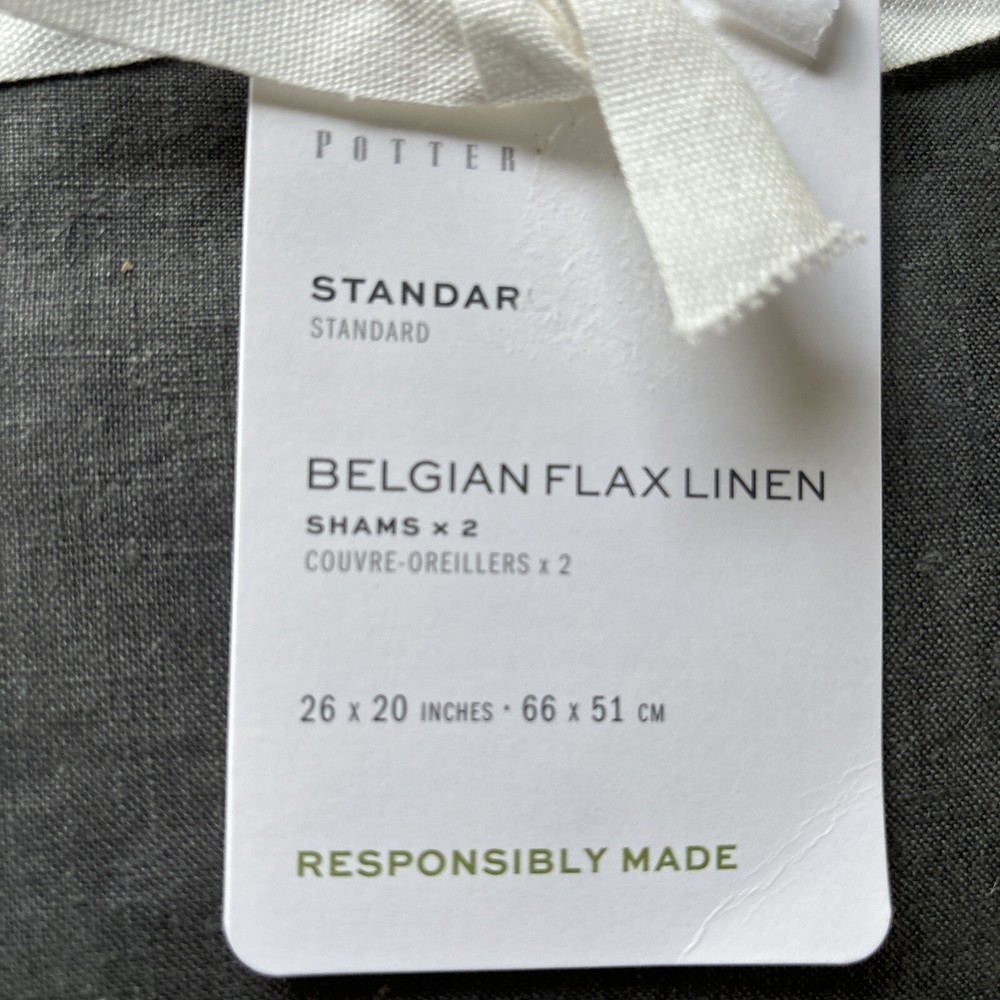 POTTER
STANDAR
STANDARD
BELGIAN FLAX LINEN
SHAMS x 2
COUVRE-OREILLERS x 2
26 x 20 INCHES • 66 x 51 CM
RESPONSIBLY MADE